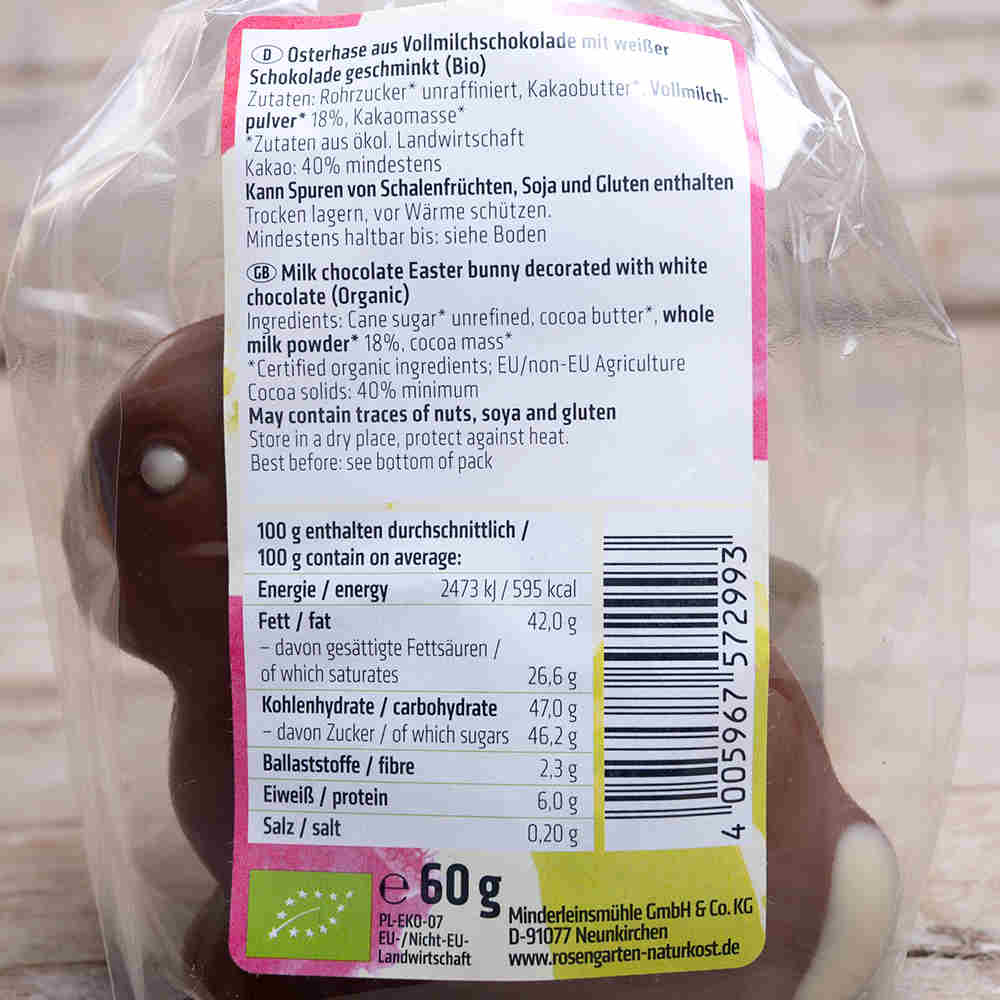 D Osterhase aus Vollmilchschokolade mit weißer
Schokolade geschminkt (Bio)
Zutaten: Rohrzucker* unraffiniert, Kakaobutter*, Vollmilch-
pulver* 18%, Kakaomasse*
*Zutaten aus ökol. Landwirtschaft
Kakao: 40% mindestens
Kann Spuren von Schalenfrüchten, Soja und Gluten enthalten
Trocken lagern, vor Wärme schützen.
Mindestens haltbar bis: siehe Boden
GB Milk chocolate Easter bunny decorated with white
chocolate (Organic)
Ingredients: Cane sugar* unrefined, cocoa butter*, whole
milk powder* 18%, cocoa mass*
*Certified organic ingredients; EU/non-EU Agriculture
Cocoa solids: 40% minimum
May contain traces of nuts, soya and gluten
Store in a dry place, protect against heat.
Best before: see bottom of pack
100 g enthalten durchschnittlich /
100 g contain on average:
Energie / energy 2473 kJ / 595 kcal
Fett / fat 42,0 g
– davon gesättigte Fettsäuren /
of which saturates 26,6 g
Kohlenhydrate / carbohydrate 47,0 g
– davon Zucker / of which sugars 46,2 g
Ballaststoffe / fibre 2,3 g
Eiweiß / protein 6,0 g
Salz / salt 0,20 g
4 005967 572993
e 60 g
PL-EKO-07
EU-/Nicht-EU-
Landwirtschaft
Minderleinsmühle GmbH & Co. KG
D-91077 Neunkirchen
www.rosengarten-naturkost.de